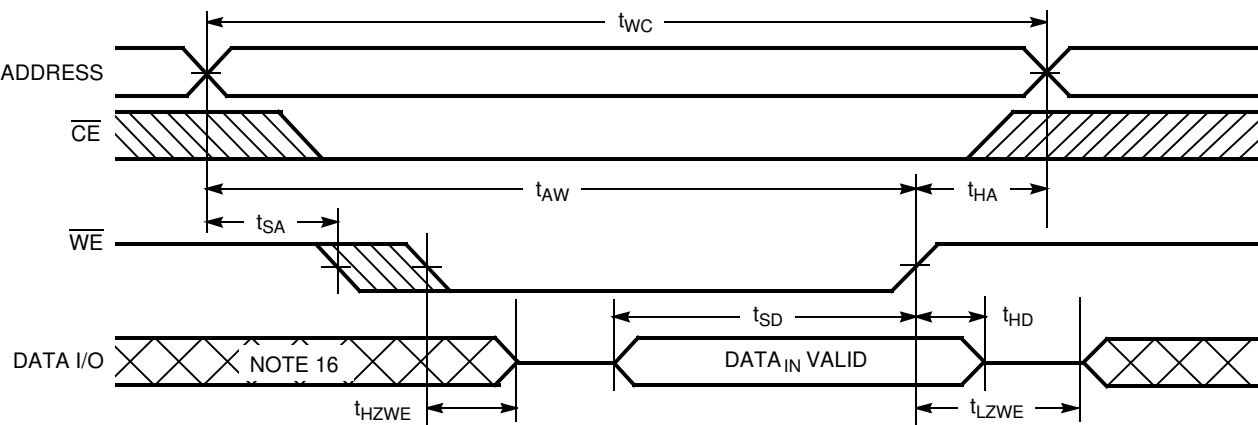 tWC
ADDRESS
CE
tAW
tHA
tSA
WE
tSD
tHD
DATA I/O
NOTE 16
DATAIN VALID
tHZWE
tLZWE